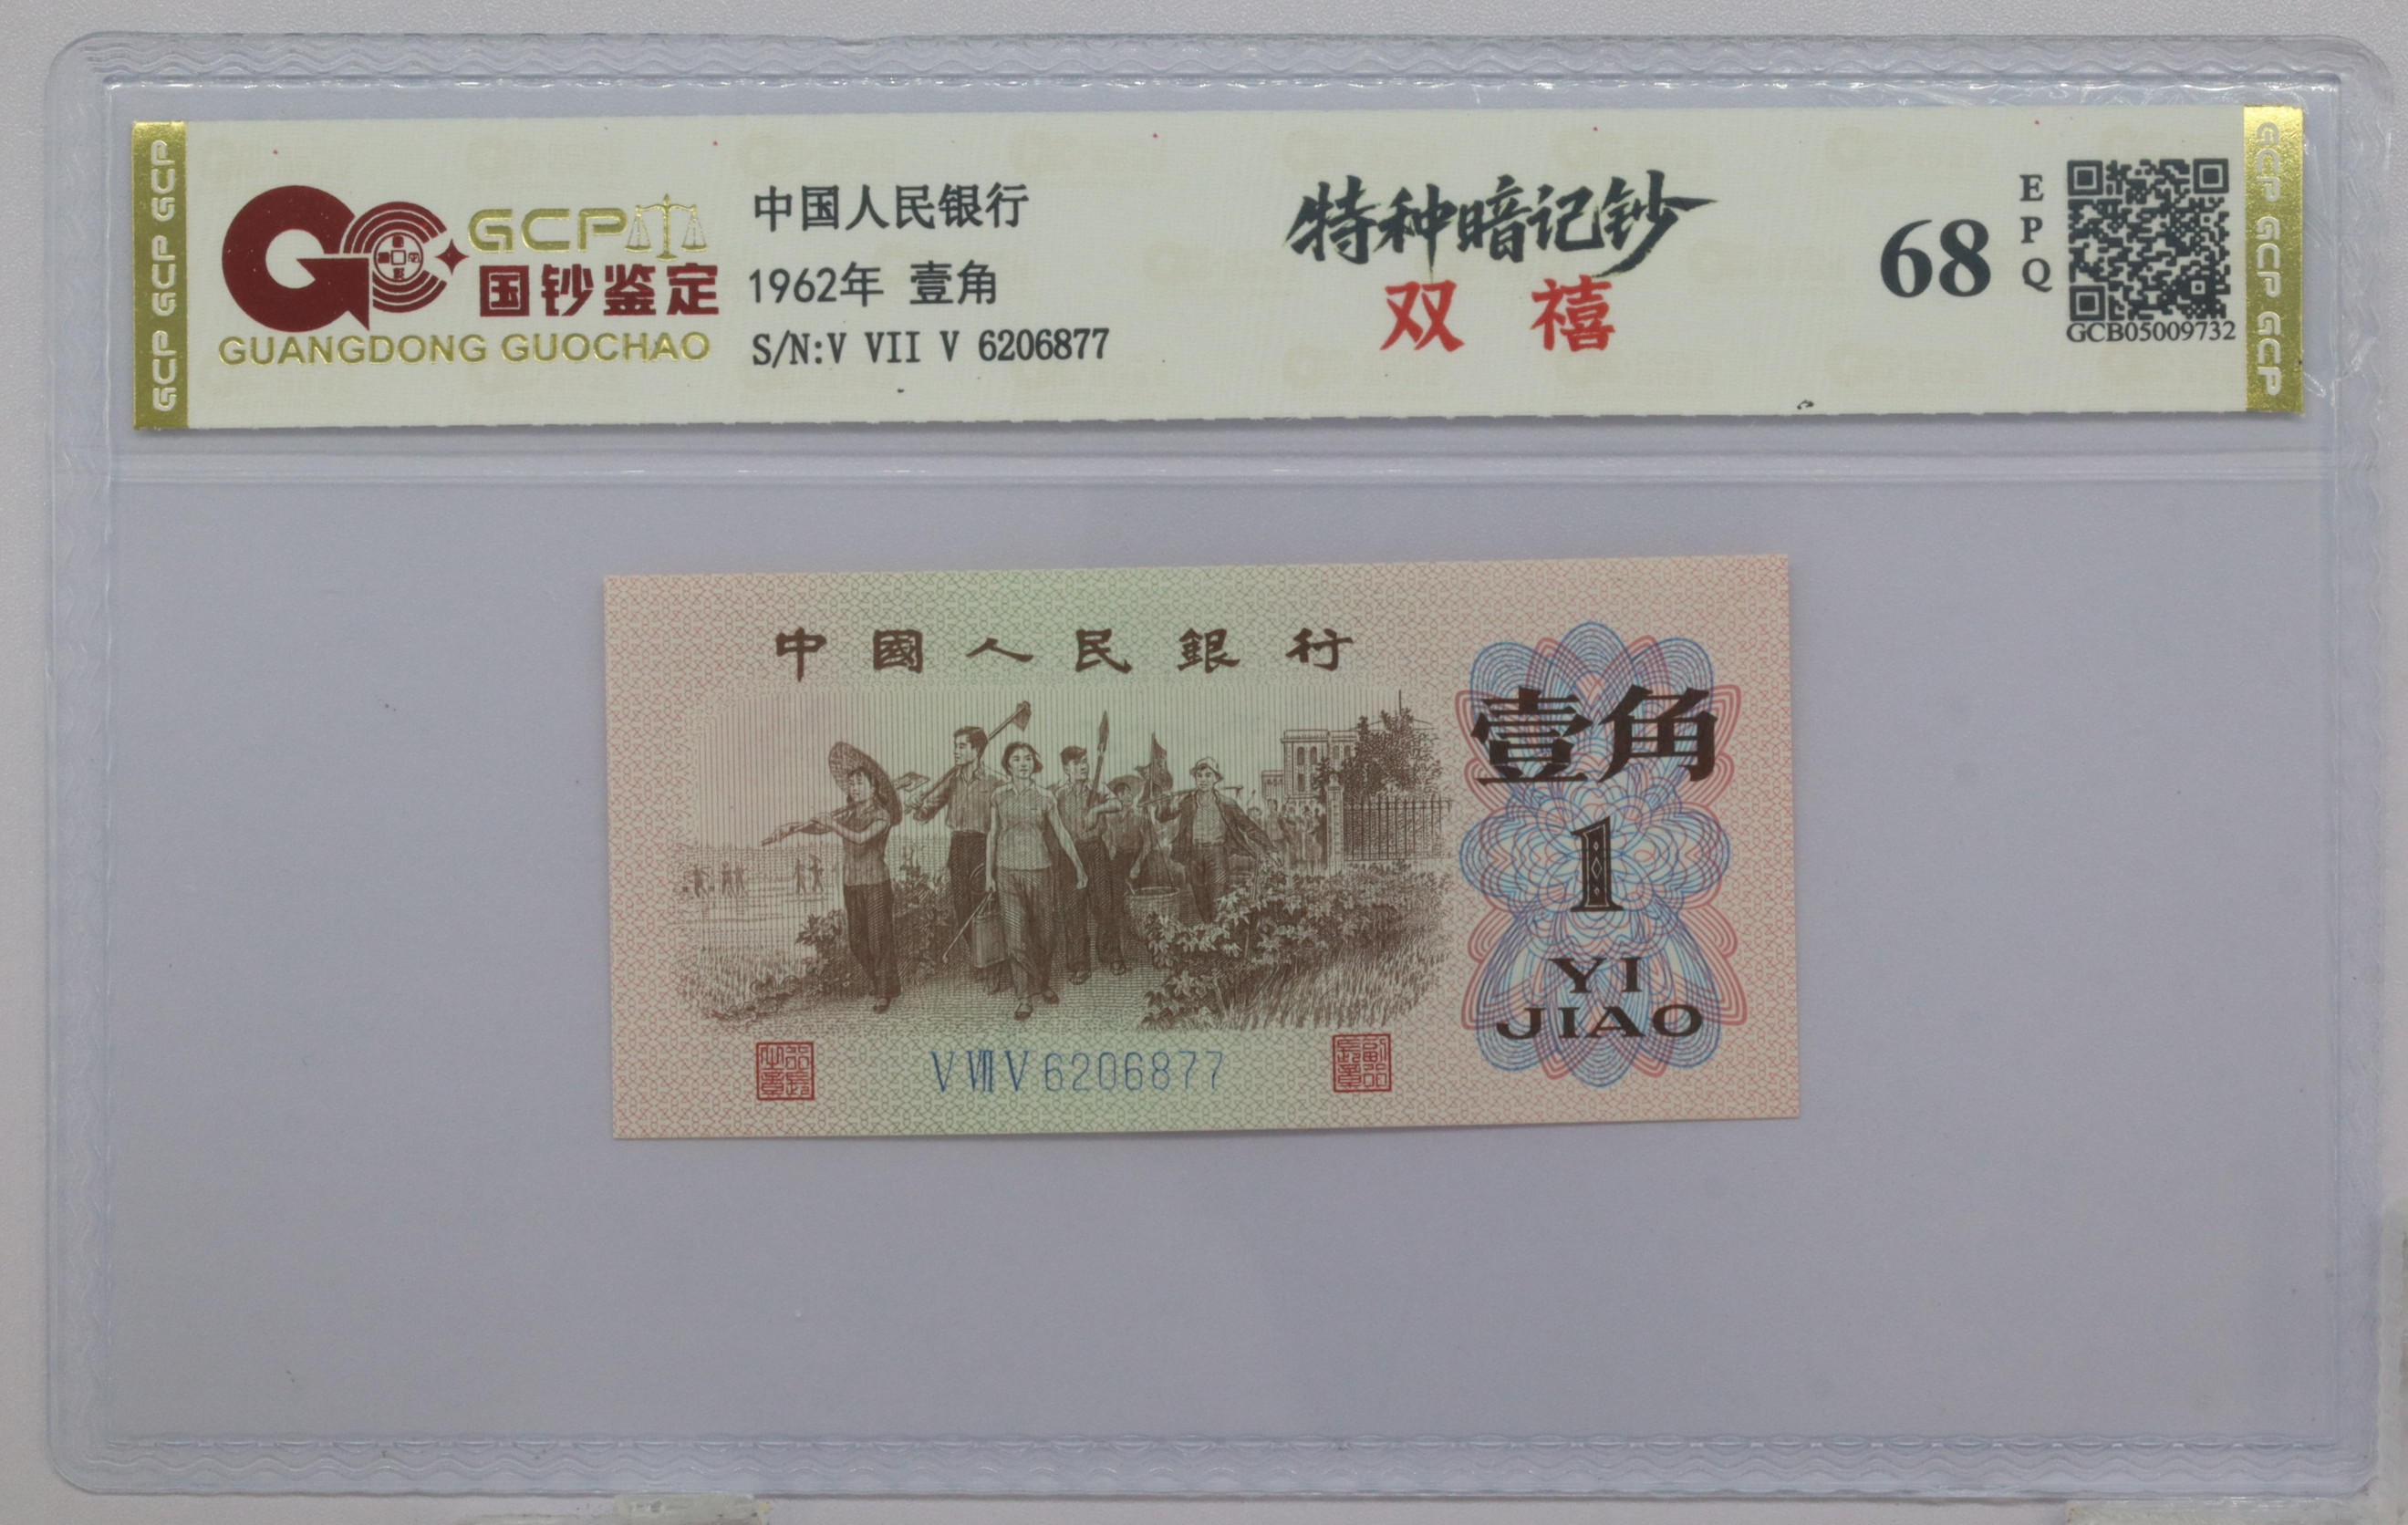 GCP GCP GCP
GCP
国钞鉴定
GUANGDONG GUOCHAO
中国人民银行
1962年 壹角
S/N:V VII V 6206877
特种暗记钞
双 禧
68
EPQ
GCB05009732
GCP GCP GCP
中國人民銀行
壹角
1
YI
JIAO
V VII V 6206877